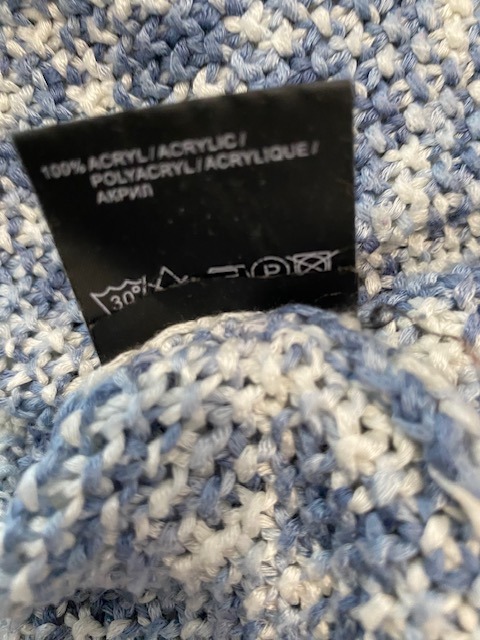 100% ACRYL/ACRYLIC/
POLYACRYL/ACRYLIQUE/
АКРИЛ
30°
P